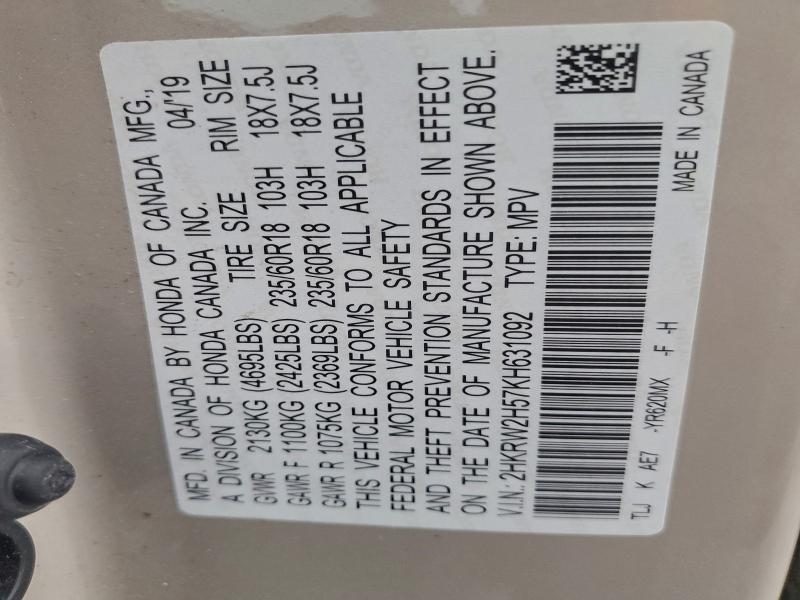 MFD. IN CANADA BY HONDA OF CANADA MFG.,
A DIVISION OF HONDA CANADA INC. 04/'19
GVWR 2130KG (4695LBS) TIRE SIZE RIM SIZE
GAWR F 1100KG (2425LBS) 235/60R18 103H 18X7.5J
GAWR R 1075KG (2369LBS) 235/60R18 103H 18X7.5J
THIS VEHICLE CONFORMS TO ALL APPLICABLE
FEDERAL MOTOR VEHICLE SAFETY
AND THEFT PREVENTION STANDARDS IN EFFECT
ON THE DATE OF MANUFACTURE SHOWN ABOVE.
V.I.N.: 2HKRW2H57KH631092 TYPE: MPV
TLJ K AE7 -YR620MX -F -H MADE IN CANADA